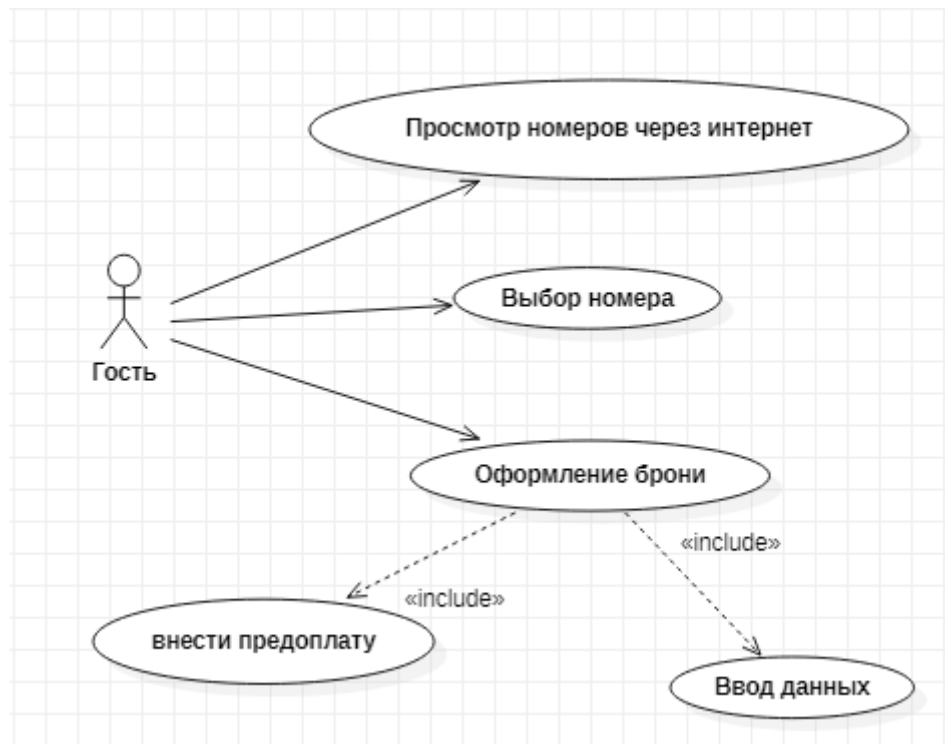 Просмотр номеров через интернет
Выбор номера
Гость
Оформление брони
«include»
«include»
внести предоплату
Ввод данных